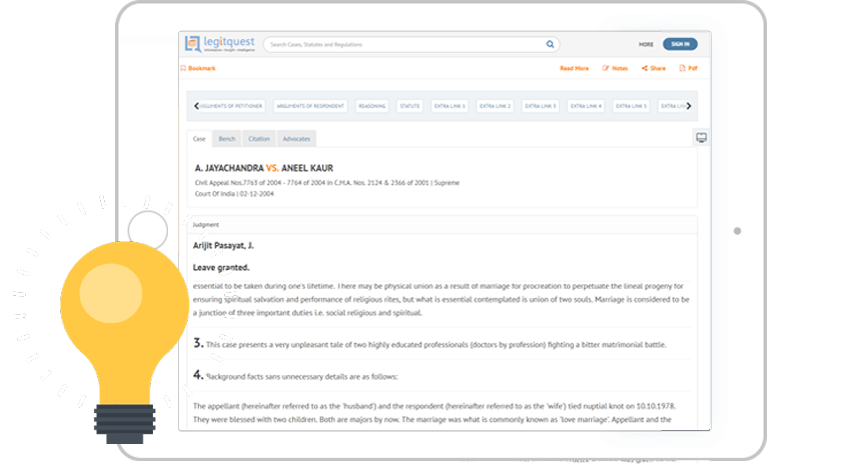 legitquest
Information · Insight · Intelligence
Search Cases, Statutes and Regulations
MORE
SIGN IN
Bookmark
Read More
Notes
Share
Pdf
ARGUMENTS OF PETITIONER
ARGUMENTS OF RESPONDENT
REASONING
STATUTE
EXTRA LINK 1
EXTRA LINK 2
EXTRA LINK 3
EXTRA LINK 4
EXTRA LINK 5
EXTRA
Case
Bench
Citation
Advocates
A. JAYACHANDRA VS. ANEEL KAUR
Civil Appeal Nos.7763 of 2004 - 7764 of 2004 in C.M.A. Nos. 2124 & 2366 of 2001 | Supreme
Court Of India | 02-12-2004
Judgment
Arijit Pasayat, J.
Leave granted.
essential to be taken during one's lifetime. There may be physical union as a result of marriage for procreation to perpetuate the lineal progeny for
ensuring spiritual salvation and performance of religious rites, but what is essential contemplated is union of two souls. Marriage is considered to be
a junction of three important duties i.e. social religious and spiritual.
3. This case presents a very unpleasant tale of two highly educated professionals (doctors by profession) fighting a bitter matrimonial battle.
4. Background facts sans unnecessary details are as follows:
The appellant (hereinafter referred to as the 'husband') and the respondent (hereinafter referred to as the 'wife') tied nuptial knot on 10.10.1978.
They were blessed with two children. Both are majors by now. The marriage was what is commonly known as 'love marriage'. Appellant and the